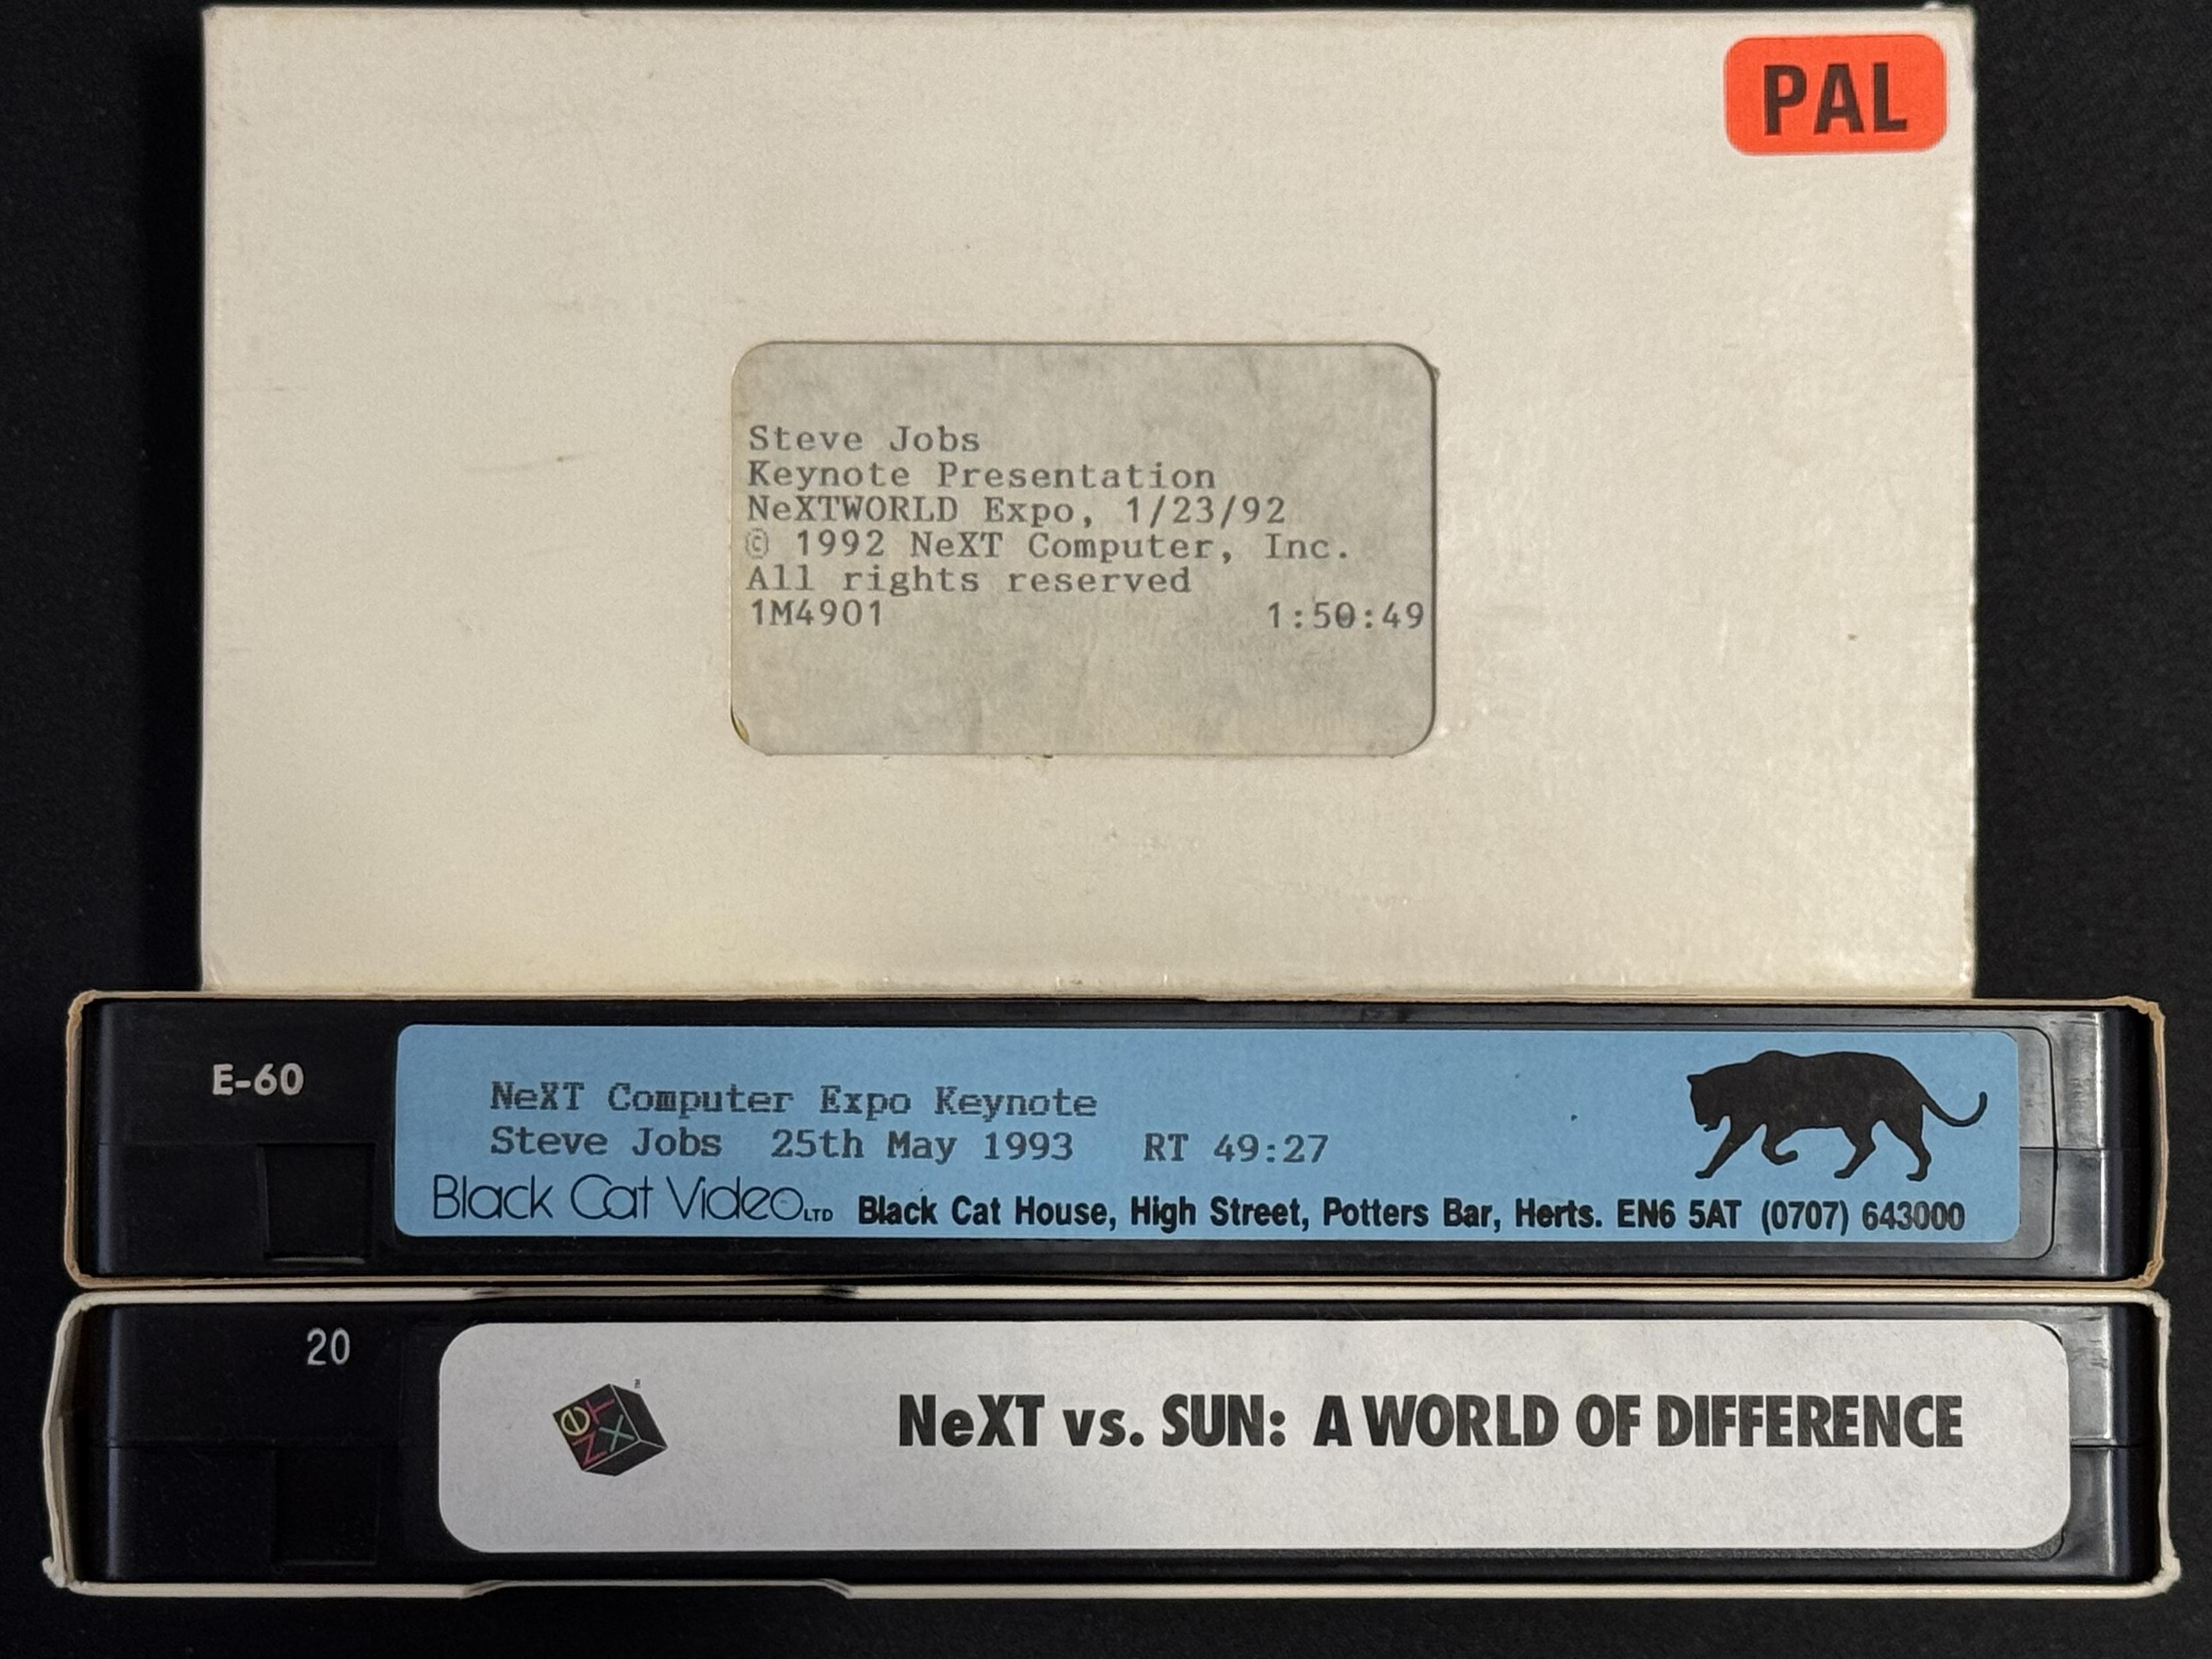 PAL
Steve Jobs
Keynote Presentation
NeXTWORLD Expo, 1/23/92
© 1992 NeXT Computer, Inc.
All rights reserved
1M4901 1:50:49
E-60
NeXT Computer Expo Keynote
Steve Jobs 25th May 1993 RT 49:27
Black Cat Video LTD Black Cat House, High Street, Potters Bar, Herts. EN6 5AT (0707) 643000
20
NeXT™
NeXT vs. SUN: A WORLD OF DIFFERENCE